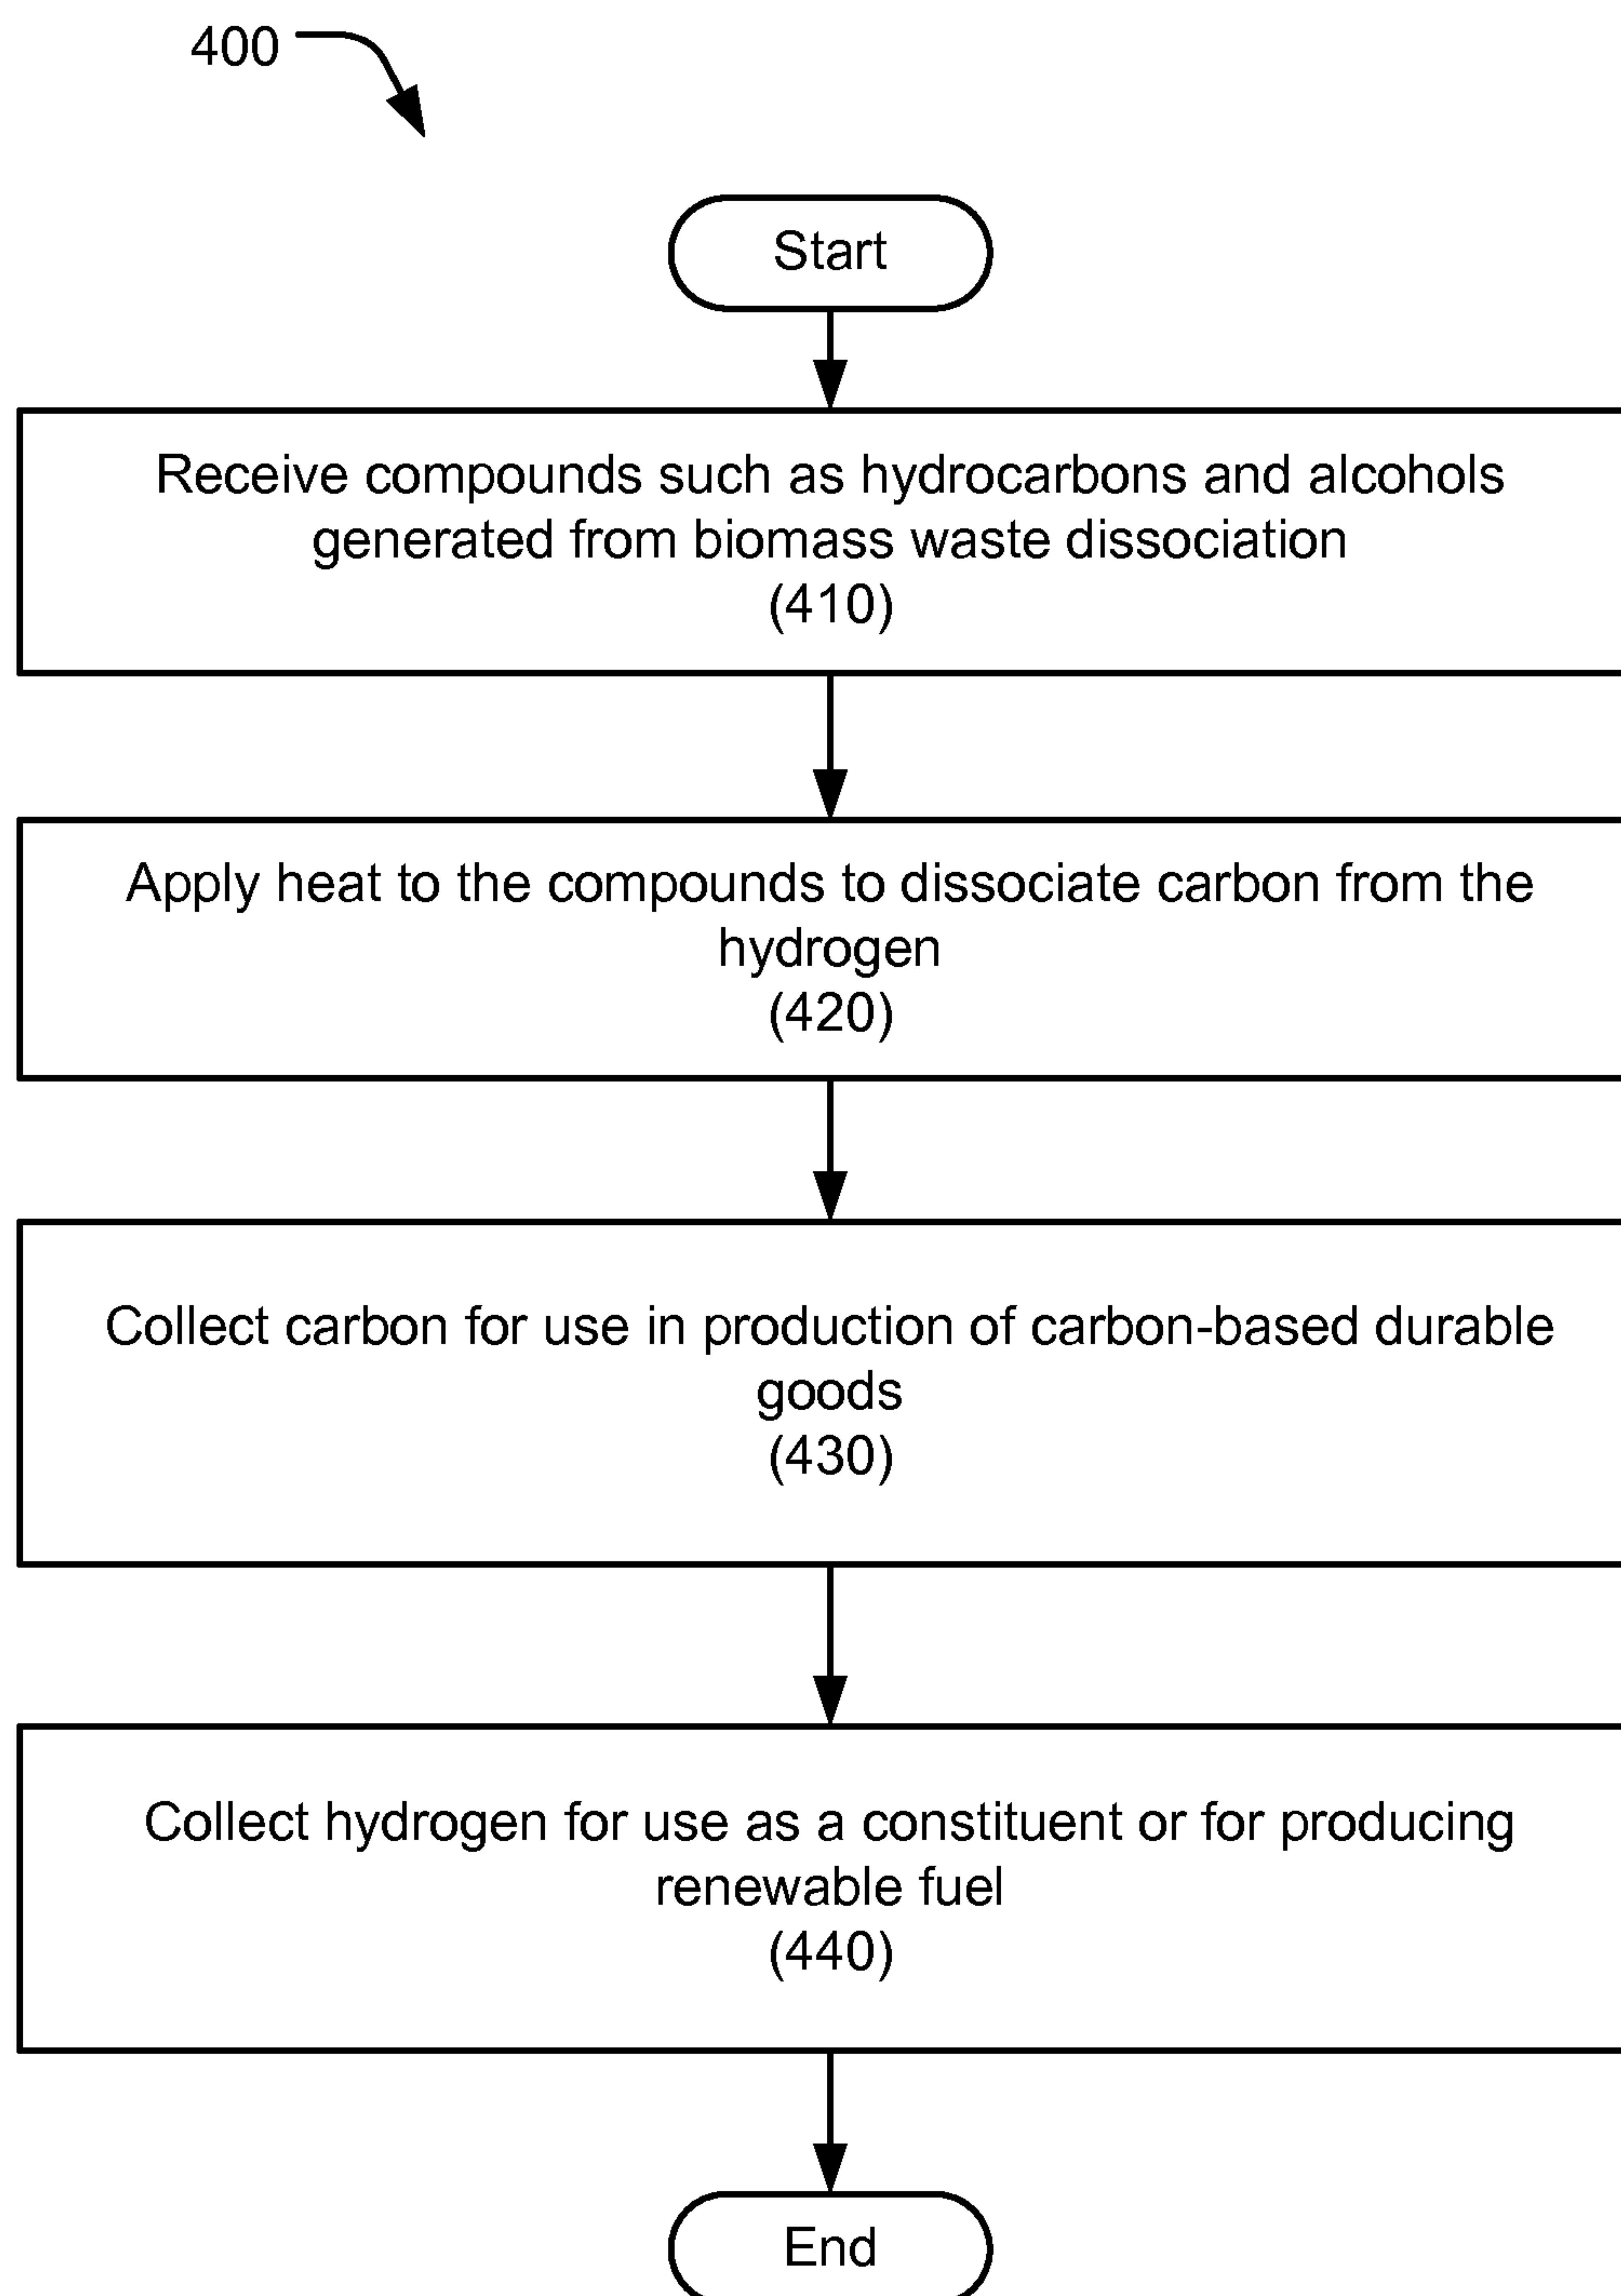 400
Start
Receive compounds such as hydrocarbons and alcohols
generated from biomass waste dissociation
(410)
Apply heat to the compounds to dissociate carbon from the
hydrogen
(420)
Collect carbon for use in production of carbon-based durable
goods
(430)
Collect hydrogen for use as a constituent or for producing
renewable fuel
(440)
End